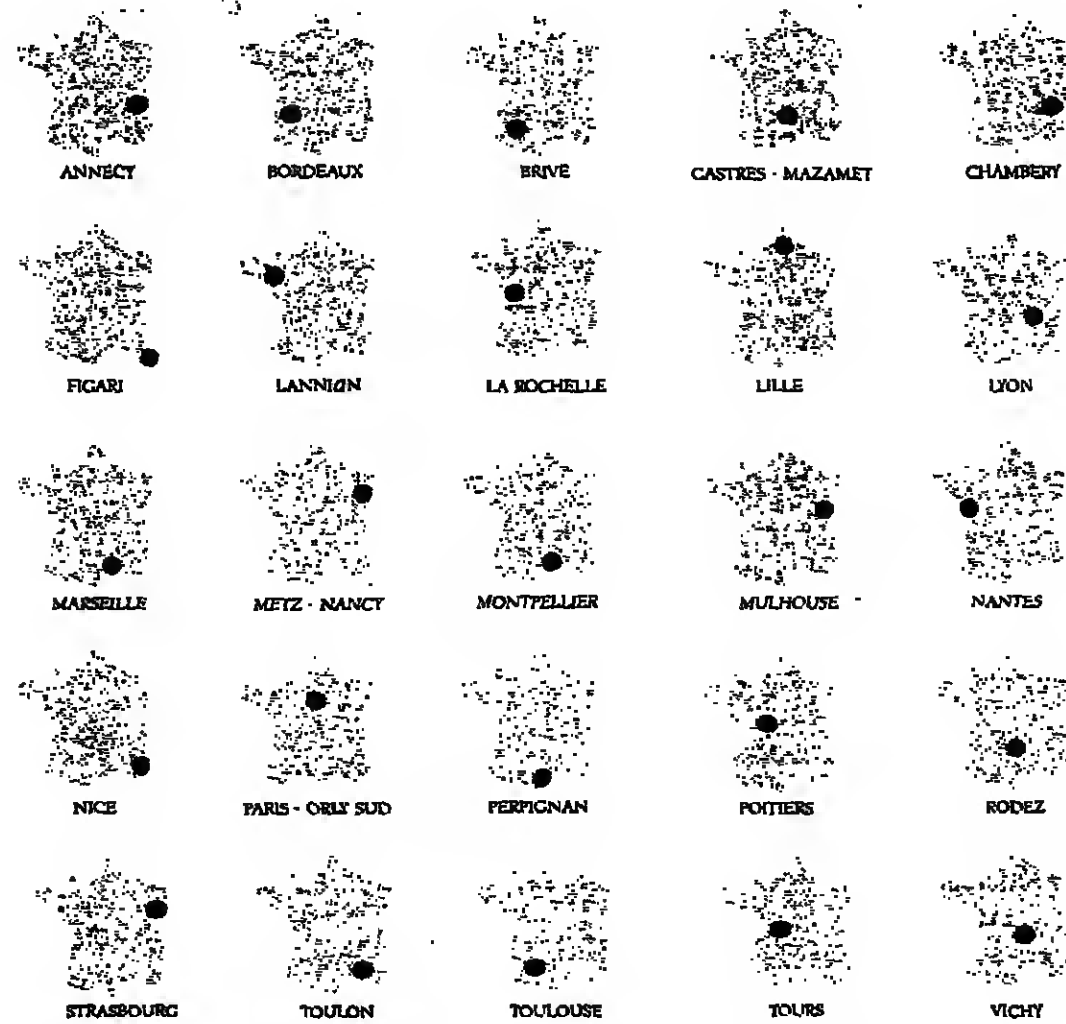 ANNECY
BORDEAUX
BRIVE
CASTRES - MAZAMET
CHAMBERY
FIGARI
LANNION
LA ROCHELLE
LILLE
LYON
MARSEILLE
METZ - NANCY
MONTPELLIER
MULHOUSE -
NANTES
NICE
PARIS - ORLY SUD
PERPIGNAN
POITIERS
RODEZ
STRASBOURG
TOULON
TOULOUSE
TOURS
VICHY